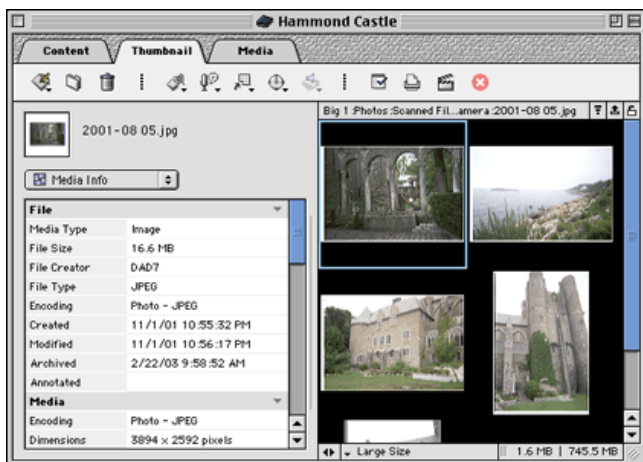 Hammond Castle
Content Thumbnail Media
2001-08 05.jpg
Media Info
File
Media Type Image
File Size 16.6 MB
File Creator DAD7
File Type JPEG
Encoding Photo - JPEG
Created 11/1/01 10:55:32 PM
Modified 11/1/01 10:56:17 PM
Archived 2/22/03 9:58:52 AM
Annotated
Media
Encoding Photo - JPEG
Dimensions 3894 x 2592 pixels
Big 1 :Photos :Scanned Fil...amera :2001-08 05.jpg
Large Size
1.6 MB | 745.5 MB